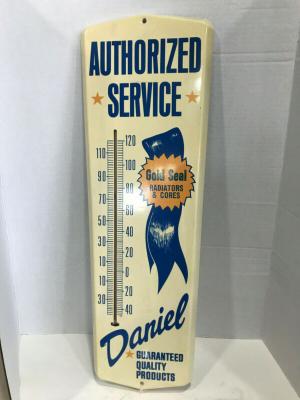 AUTHORIZED
SERVICE
Gold Seal
RADIATORS
& CORES
120
110
100
90
80
70
60
50
40
30
20
10
0
10
20
30
40
Daniel
GUARANTEED
QUALITY
PRODUCTS